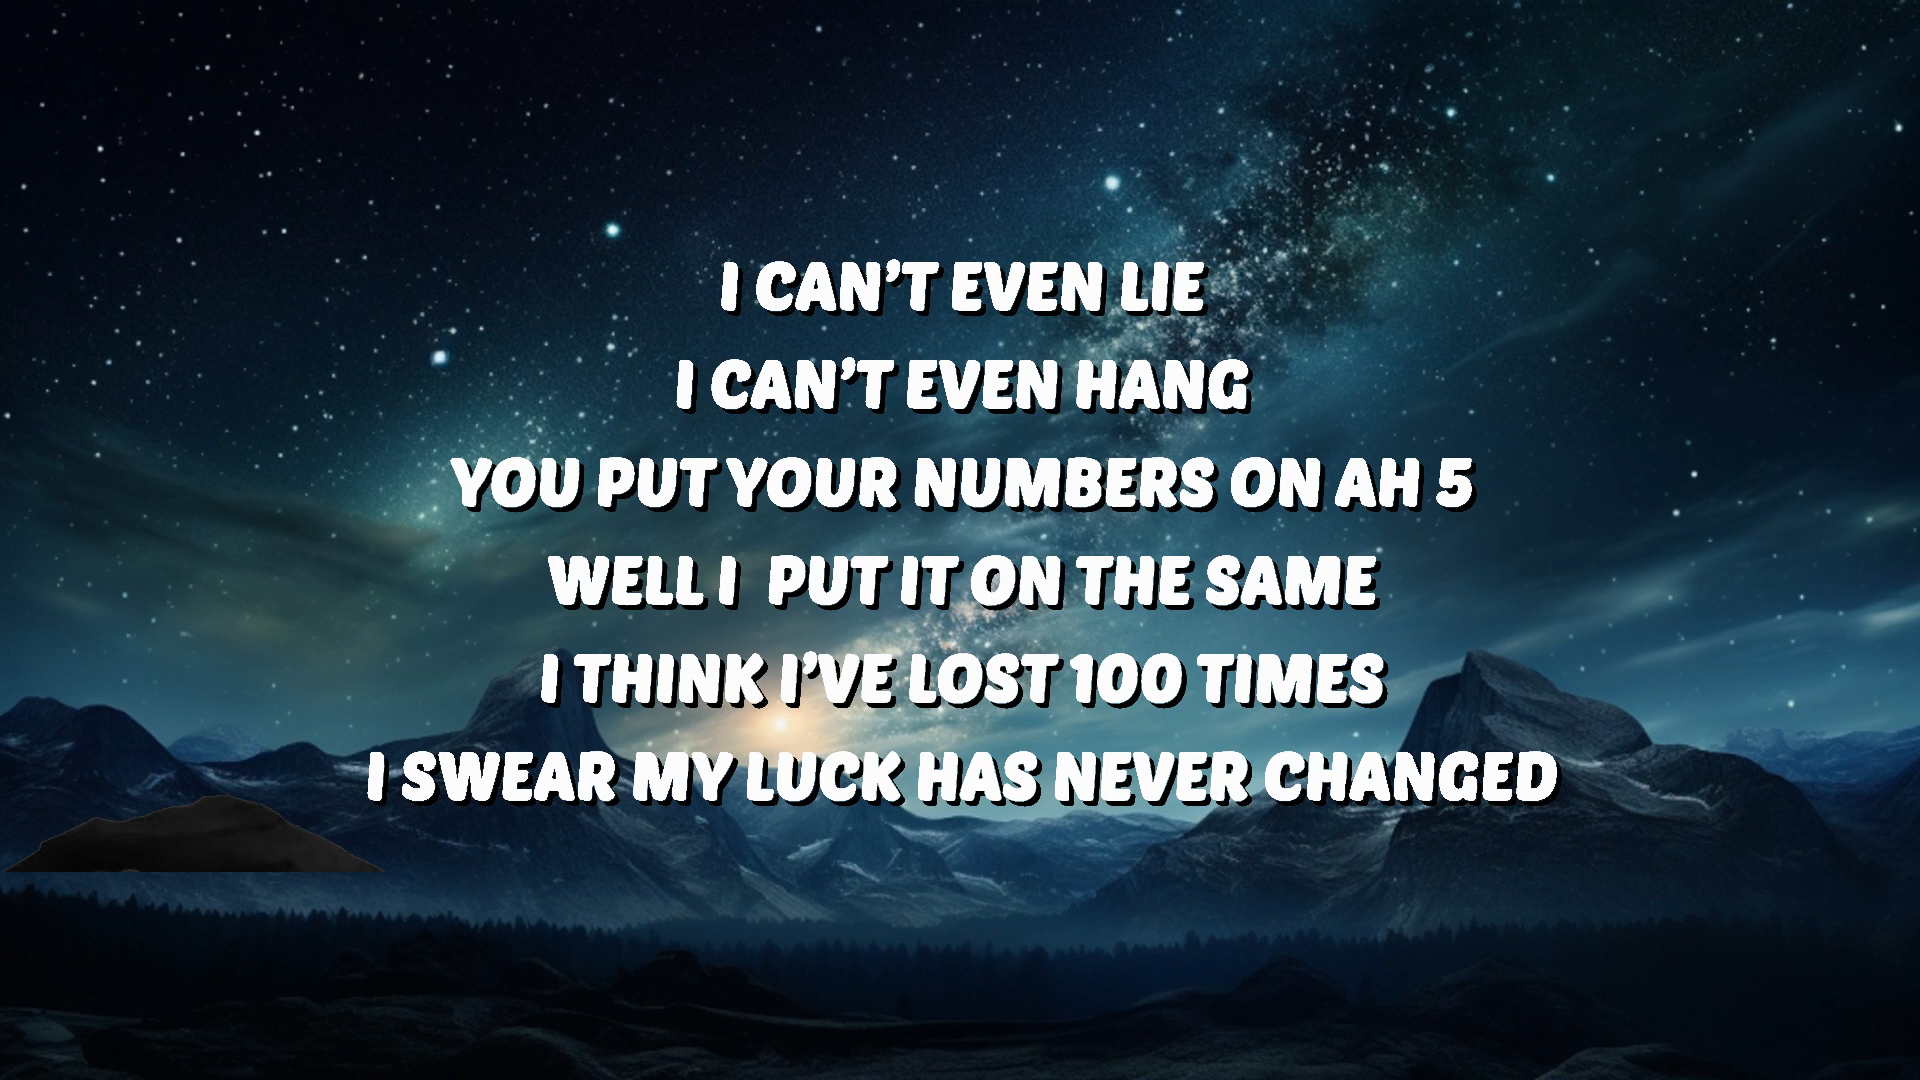 I CAN’T EVEN LIE
I CAN’T EVEN HANG
YOU PUT YOUR NUMBERS ON AH 5
WELL I  PUT IT ON THE SAME
I THINK I’VE LOST 100 TIMES
I SWEAR MY LUCK HAS NEVER CHANGED